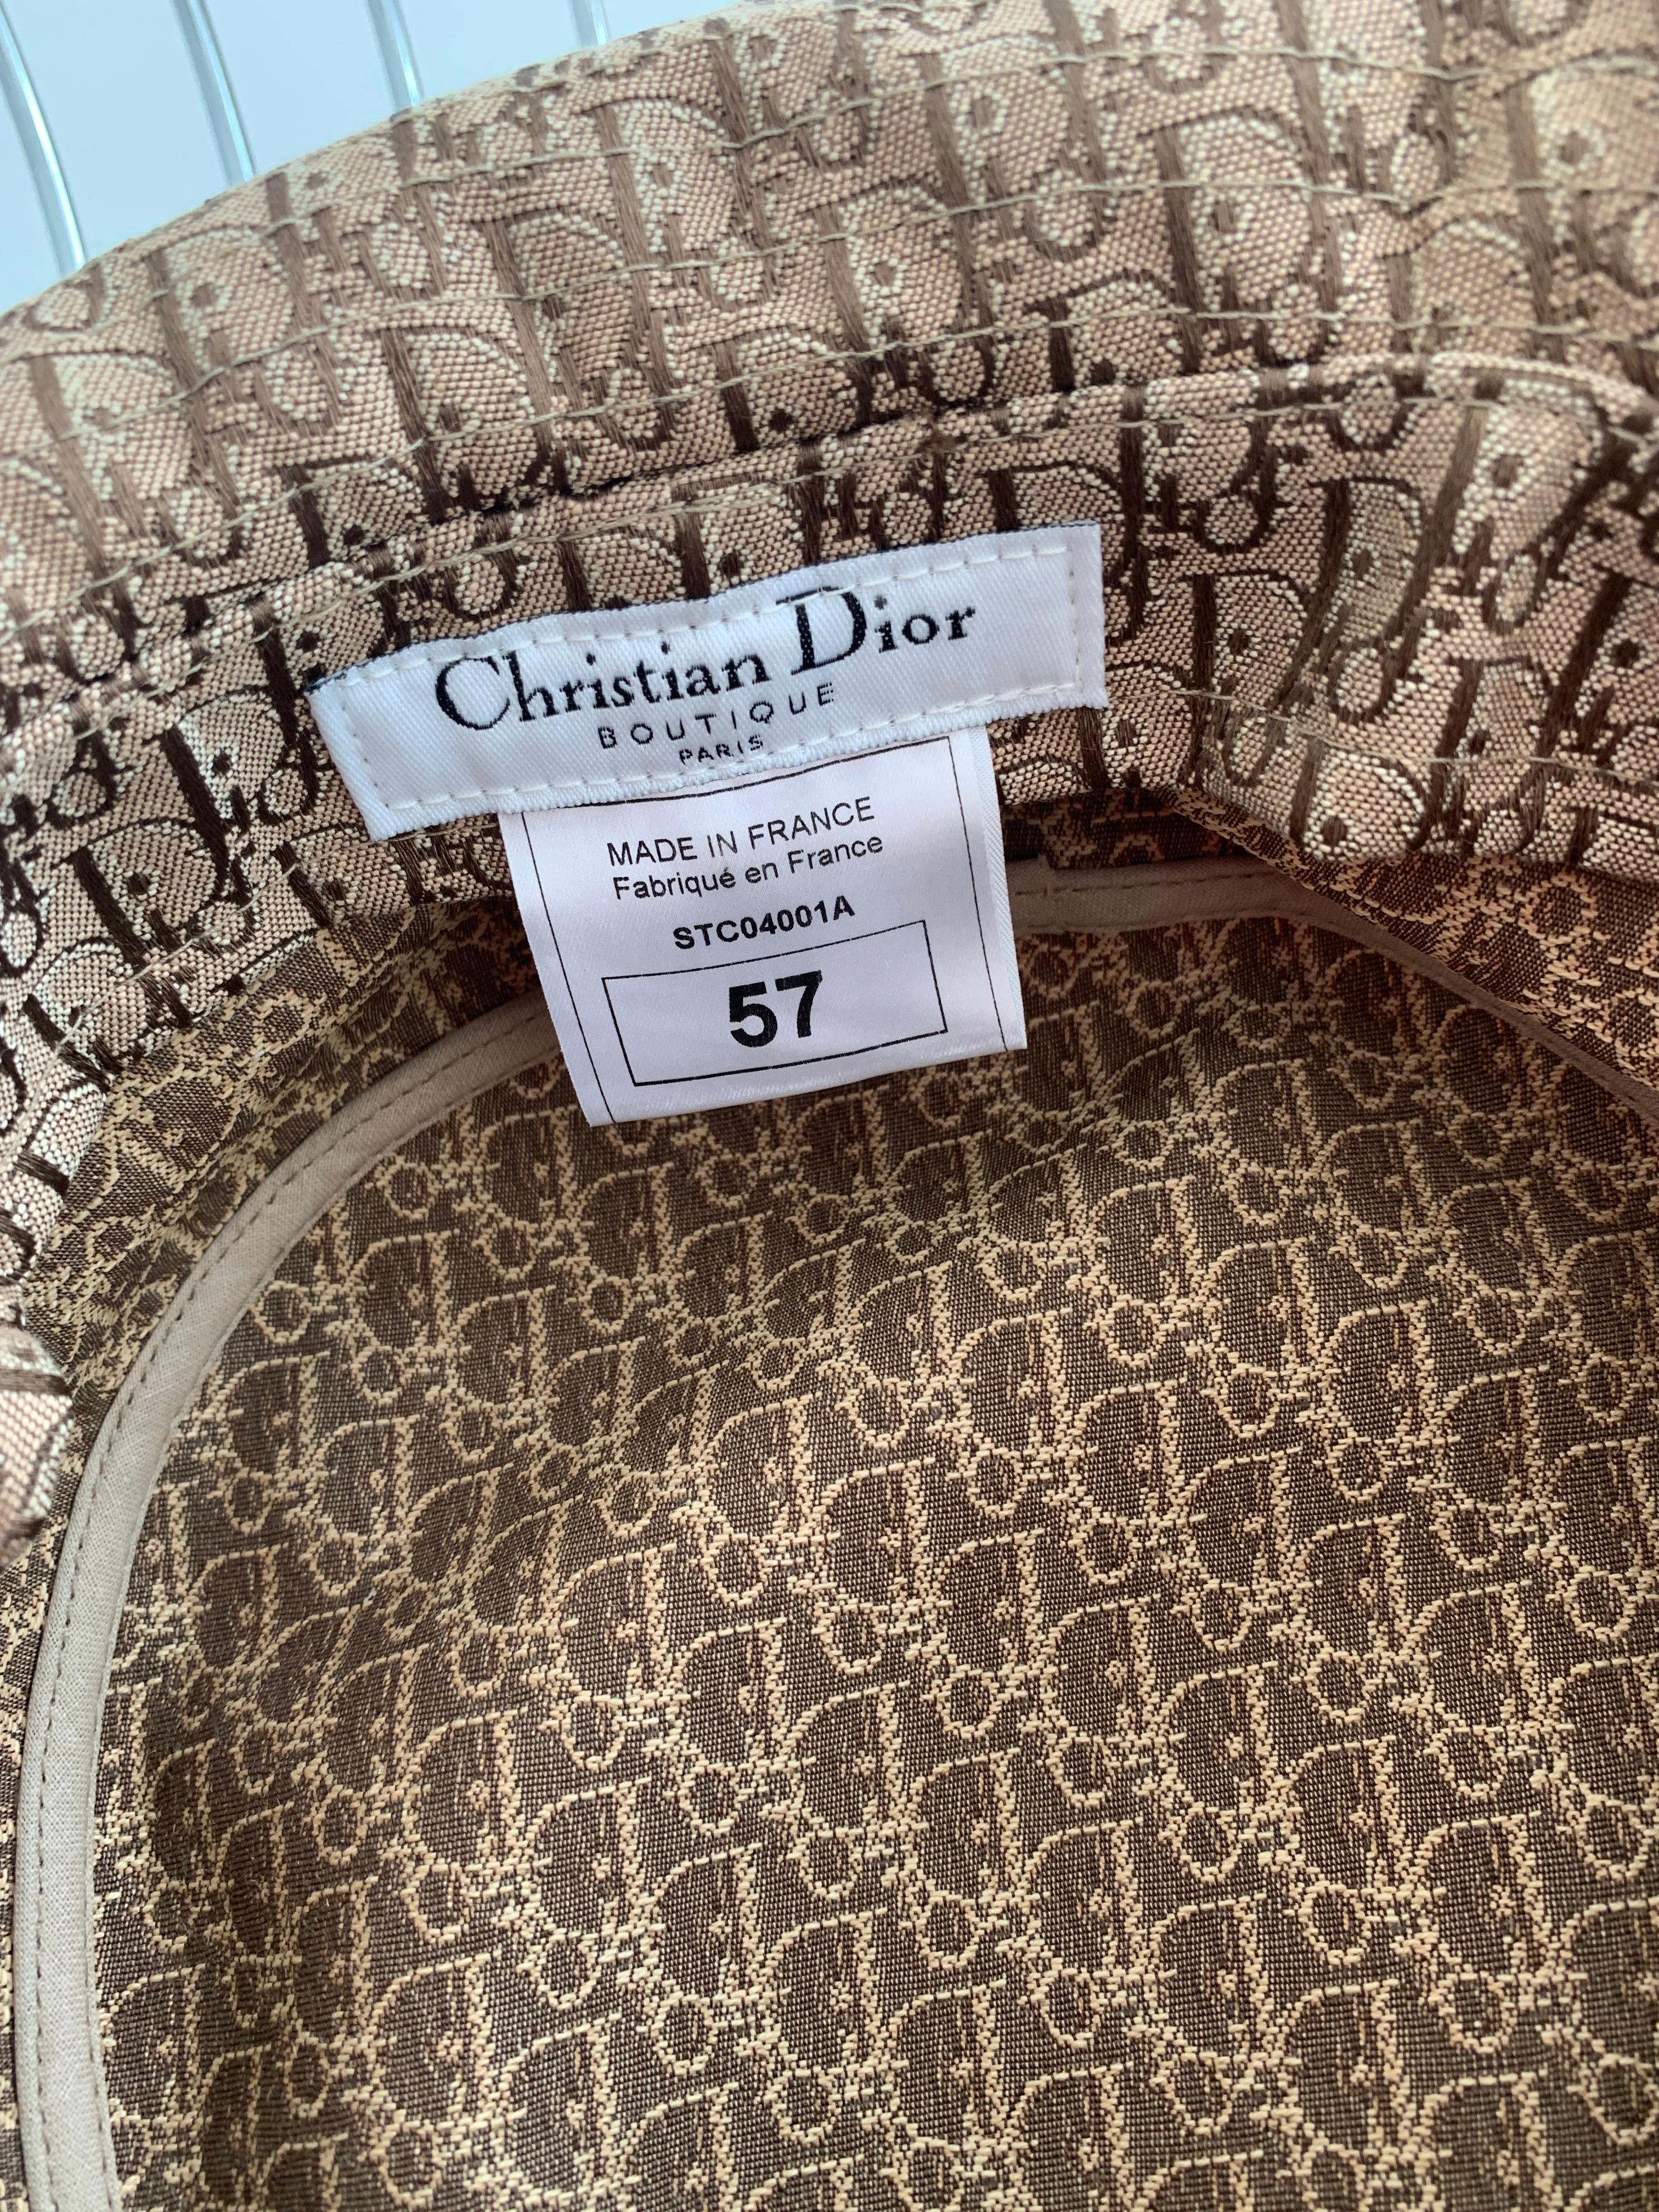 Christian Dior
BOUTIQUE
PARIS
MADE IN FRANCE
Fabriqué en France
STC04001A
57